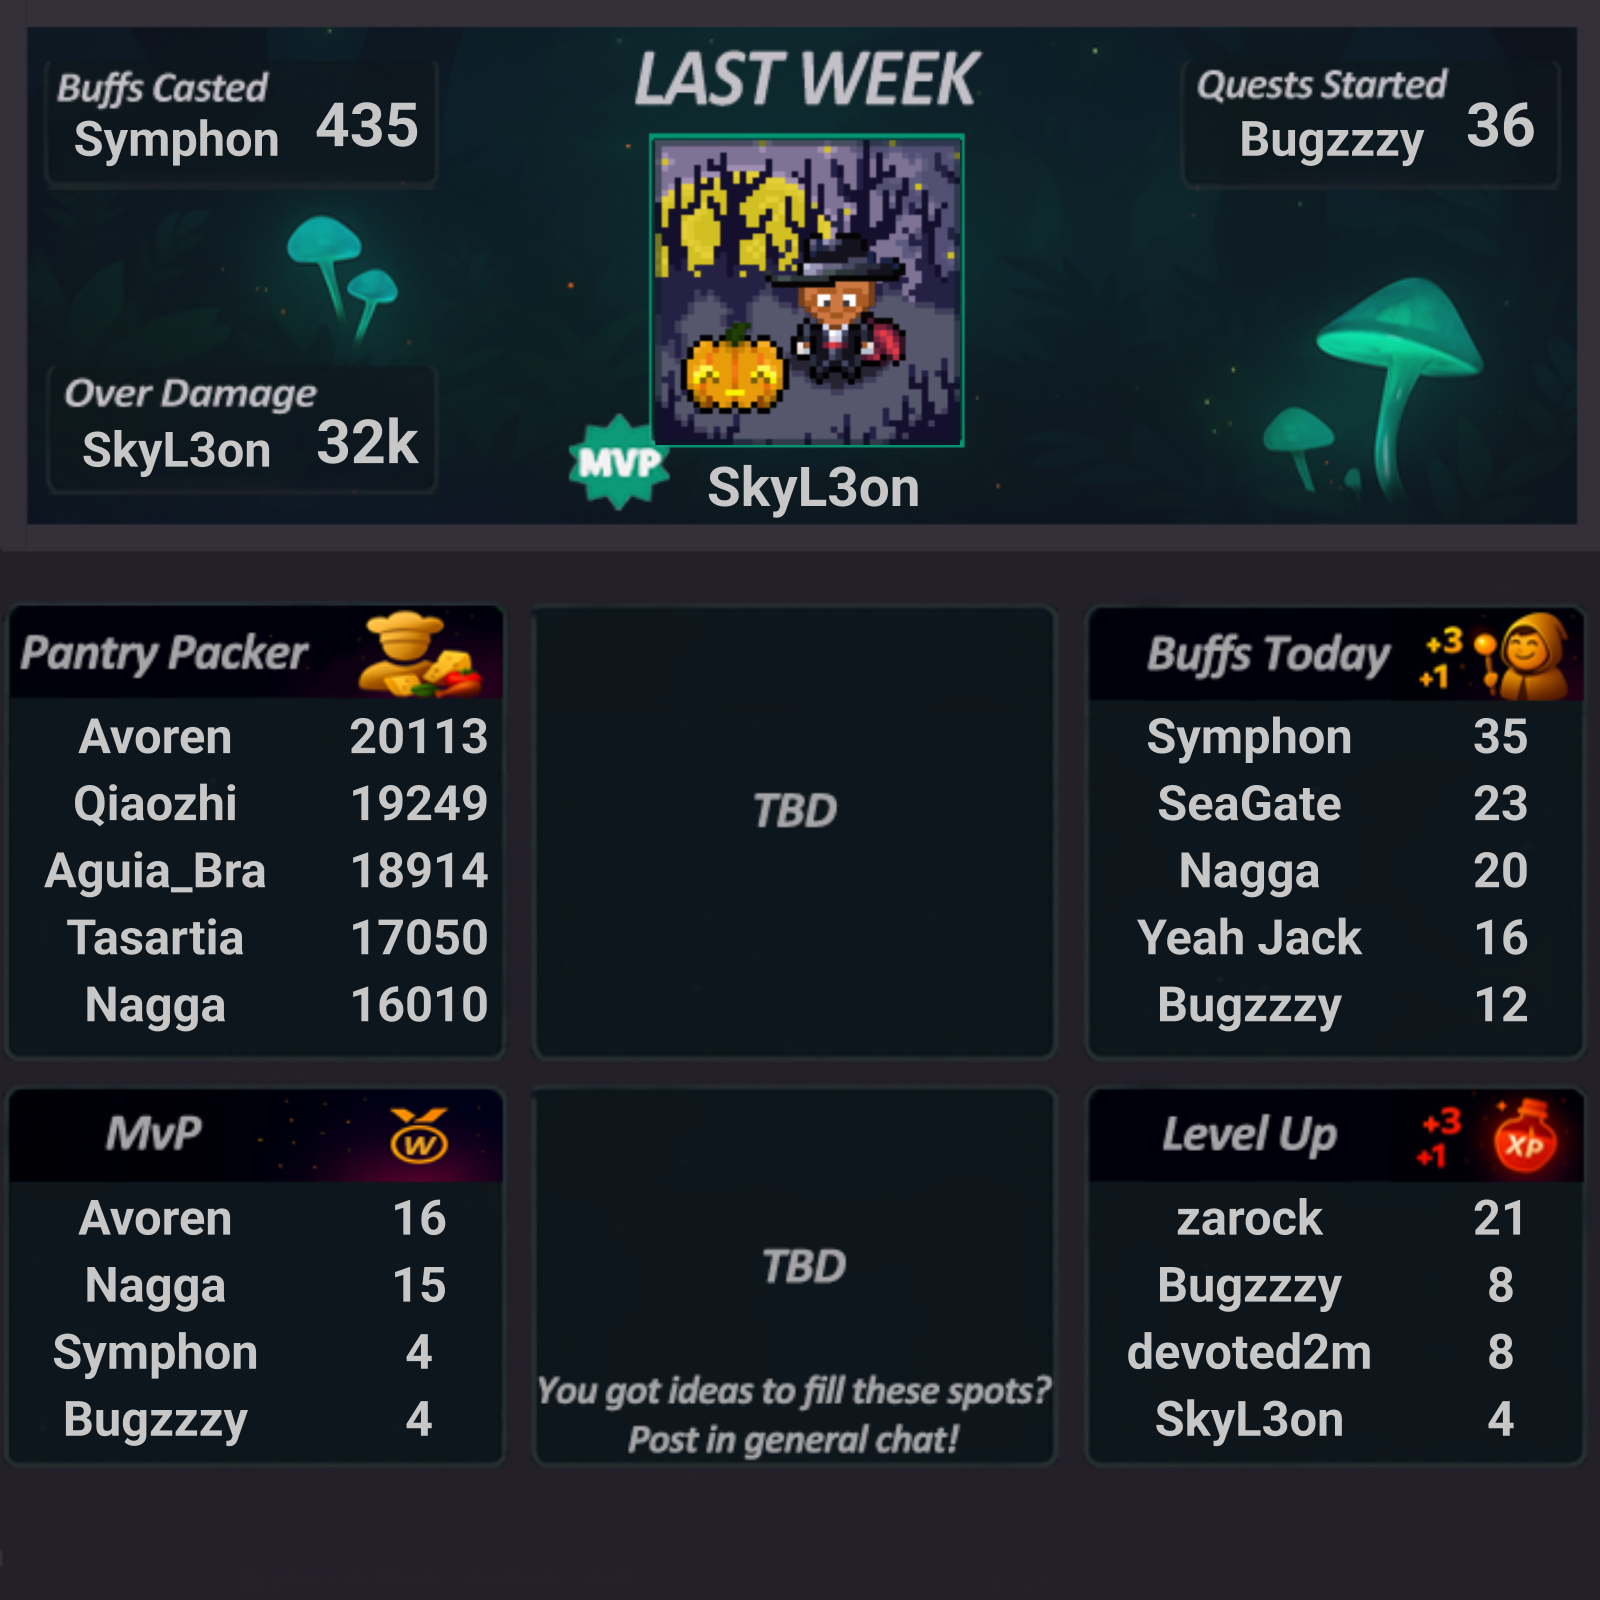 LAST WEEK
Buffs Casted
Symphon 435
Quests Started
Bugzzzy 36
Over Damage
SkyL3on 32k
MVP
SkyL3on
Pantry Packer
Avoren 20113
Qiaozhi 19249
Aguia_Bra 18914
Tasartia 17050
Nagga 16010
TBD
Buffs Today +3 +1
Symphon 35
SeaGate 23
Nagga 20
Yeah Jack 16
Bugzzzy 12
MvP W
Avoren 16
Nagga 15
Symphon 4
Bugzzzy 4
TBD
You got ideas to fill these spots?
Post in general chat!
Level Up +3 +1 XP
zarock 21
Bugzzzy 8
devoted2m 8
SkyL3on 4